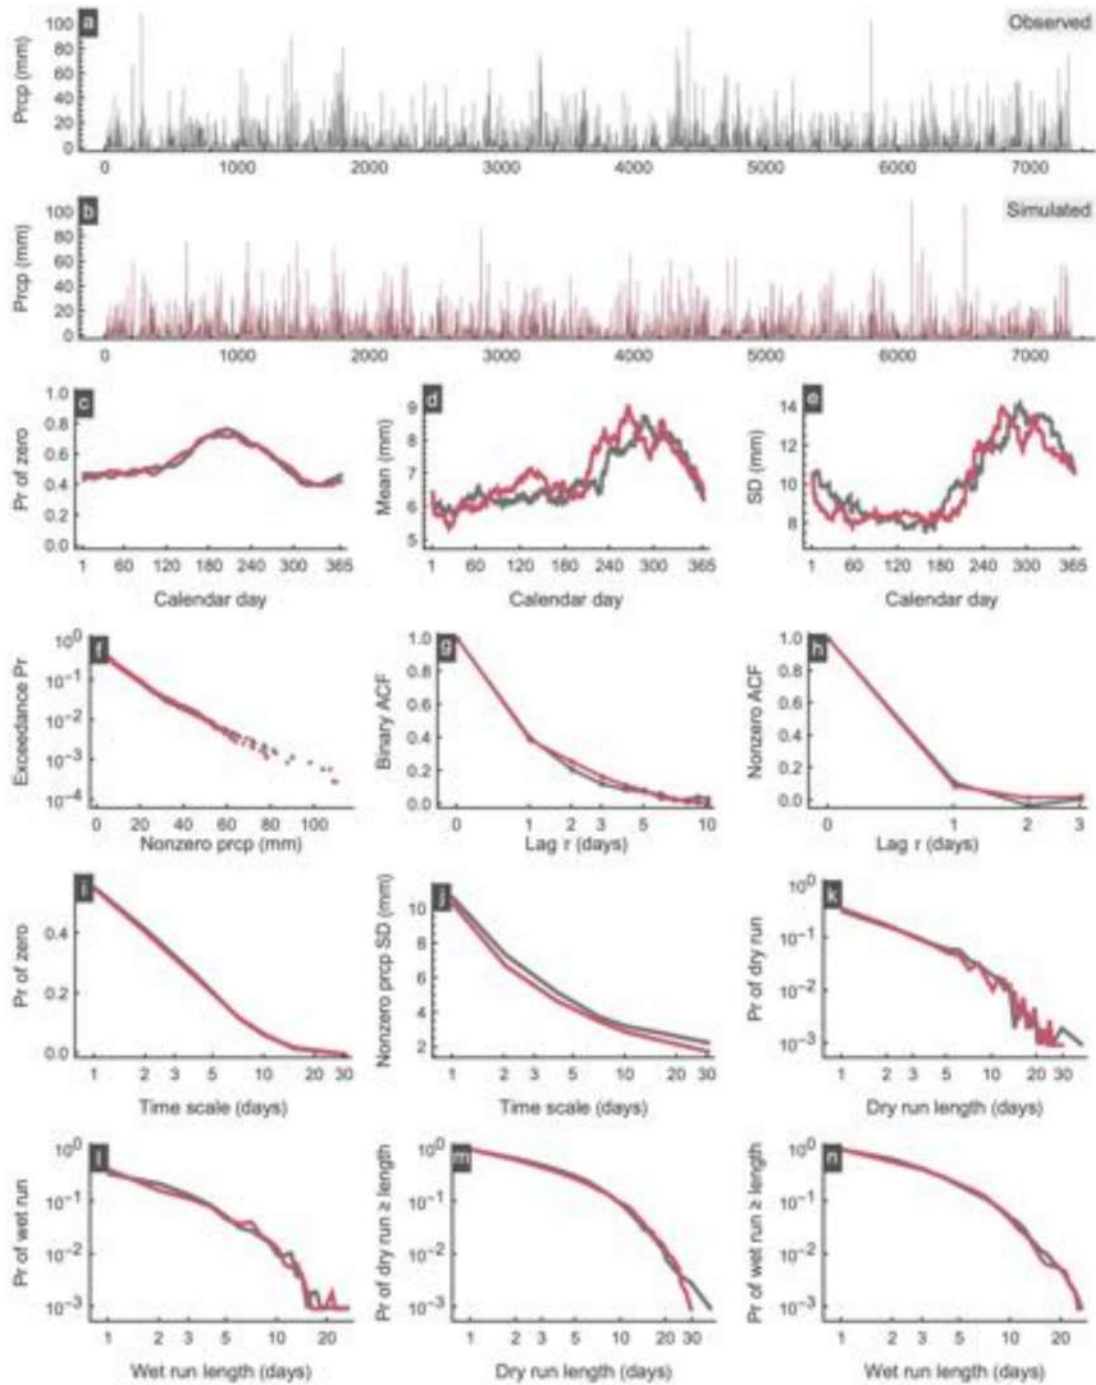 a
Observed
Prcp (mm)
100
80
60
40
20
0
0 1000 2000 3000 4000 5000 6000 7000
b
Simulated
Prcp (mm)
100
80
60
40
20
0
0 1000 2000 3000 4000 5000 6000 7000
c
Pr of zero
1.0
0.8
0.6
0.4
0.2
0.0
1 60 120 180 240 300 365
Calendar day
d
Mean (mm)
9
8
7
6
5
1 60 120 180 240 300 365
Calendar day
e
SD (mm)
14
12
10
8
1 60 120 180 240 300 365
Calendar day
f
Exceedance Pr
10⁰
10⁻¹
10⁻²
10⁻³
10⁻⁴
0 20 40 60 80 100
Nonzero prcp (mm)
g
Binary ACF
1.0
0.8
0.6
0.4
0.2
0.0
0 1 2 3 5 10
Lag τ (days)
h
Nonzero ACF
1.0
0.8
0.6
0.4
0.2
0.0
0 1 2 3
Lag τ (days)
i
Pr of zero
0.4
0.2
0.0
1 2 3 5 10 20 30
Time scale (days)
j
Nonzero prcp SD (mm)
10
8
6
4
2
1 2 3 5 10 20 30
Time scale (days)
k
Pr of dry run
10⁰
10⁻¹
10⁻²
10⁻³
1 2 3 5 10 20 30
Dry run length (days)
l
Pr of wet run
10⁰
10⁻¹
10⁻²
10⁻³
1 2 3 5 10 20
Wet run length (days)
m
Pr of dry run ≥ length
10⁰
10⁻¹
10⁻²
10⁻³
1 2 3 5 10 20 30
Dry run length (days)
n
Pr of wet run ≥ length
10⁰
10⁻¹
10⁻²
10⁻³
1 2 3 5 10 20
Wet run length (days)